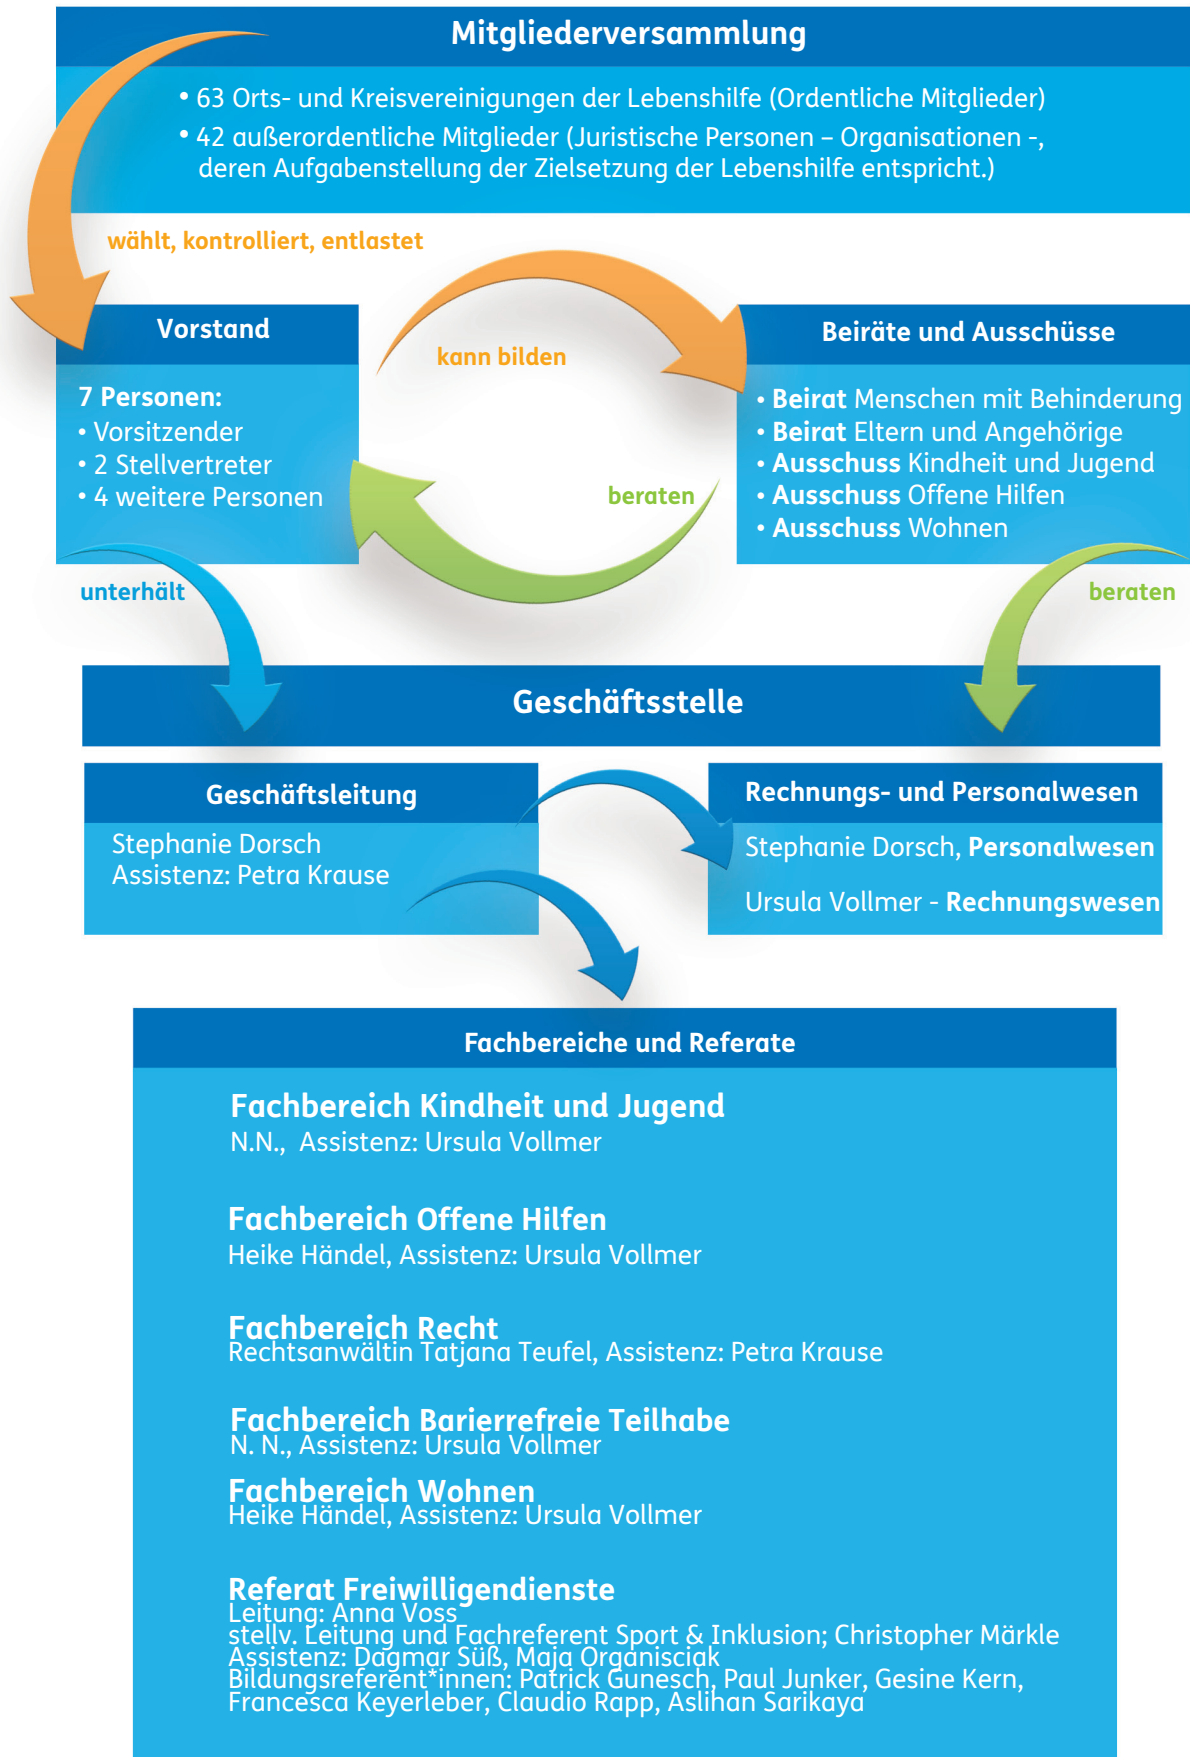 Mitgliederversammlung
• 63 Orts- und Kreisvereinigungen der Lebenshilfe (Ordentliche Mitglieder)
• 42 außerordentliche Mitglieder (Juristische Personen – Organisationen -,
deren Aufgabenstellung der Zielsetzung der Lebenshilfe entspricht.)
wählt, kontrolliert, entlastet
Vorstand
7 Personen:
• Vorsitzender
• 2 Stellvertreter
• 4 weitere Personen
kann bilden
beraten
Beiräte und Ausschüsse
• Beirat Menschen mit Behinderung
• Beirat Eltern und Angehörige
• Ausschuss Kindheit und Jugend
• Ausschuss Offene Hilfen
• Ausschuss Wohnen
unterhält
beraten
Geschäftsstelle
Geschäftsleitung
Stephanie Dorsch
Assistenz: Petra Krause
Rechnungs- und Personalwesen
Stephanie Dorsch, Personalwesen
Ursula Vollmer - Rechnungswesen
Fachbereiche und Referate
Fachbereich Kindheit und Jugend
N.N., Assistenz: Ursula Vollmer
Fachbereich Offene Hilfen
Heike Händel, Assistenz: Ursula Vollmer
Fachbereich Recht
Rechtsanwältin Tatjana Teufel, Assistenz: Petra Krause
Fachbereich Barierrefreie Teilhabe
N. N., Assistenz: Ursula Vollmer
Fachbereich Wohnen
Heike Händel, Assistenz: Ursula Vollmer
Referat Freiwilligendienste
Leitung: Anna Voss
stellv. Leitung und Fachreferent Sport & Inklusion; Christopher Märkle
Assistenz: Dagmar Süß, Maja Organisciak
Bildungsreferent*innen: Patrick Gunesch, Paul Junker, Gesine Kern,
Francesca Keyerleber, Claudio Rapp, Aslihan Sarikaya